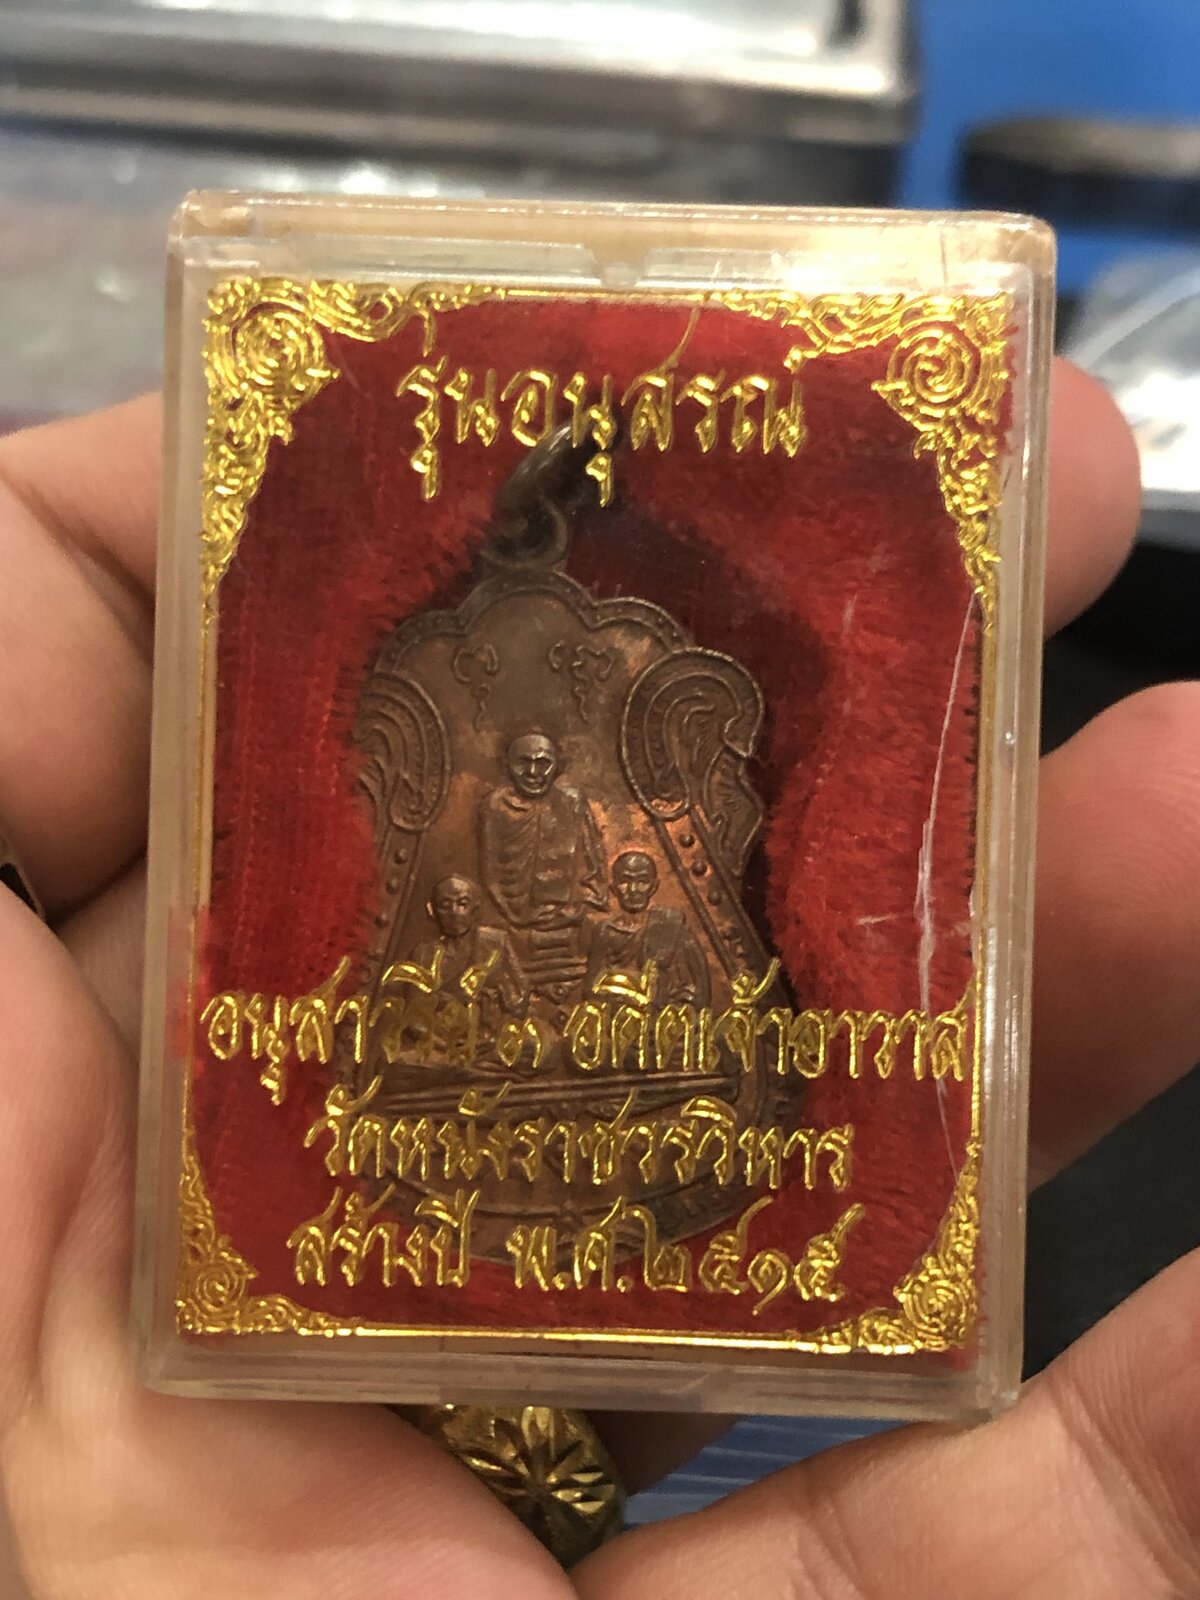 รุ่นอนุสรณ์
อนุสาวรีย์ ๓ อดีตเจ้าอาวาส
วัดหนังราชวรวิหาร
สร้างปี พ.ศ.๒๕๑๕